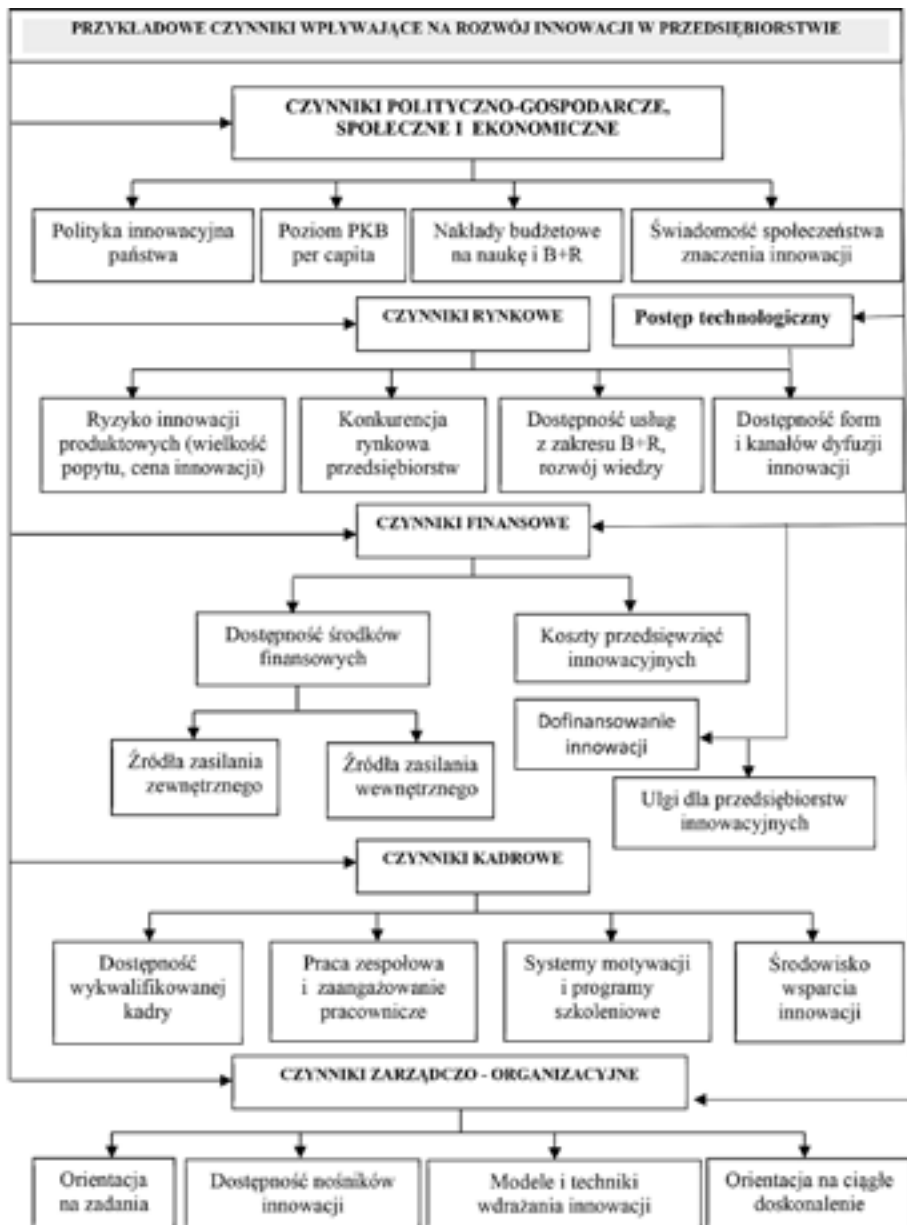 PRZYKŁADOWE CZYNNIKI WPŁYWAJĄCE NA ROZWÓJ INNOWACJI W PRZEDSIĘBIORSTWIE
CZYNNIKI POLITYCZNO-GOSPODARCZE,
SPOŁECZNE I EKONOMICZNE
Polityka innowacyjna
państwa
Poziom PKB
per capita
Nakłady budżetowe
na naukę i B+R
Świadomość społeczeństwa
znaczenia innowacji
CZYNNIKI RYNKOWE
Postęp technologiczny
Ryzyko innowacji
produktowych (wielkość
popytu, cena innowacji)
Konkurencja
rynkowa
przedsiębiorstw
Dostępność usług
z zakresu B+R,
rozwój wiedzy
Dostępność form
i kanałów dyfuzji
innowacji
CZYNNIKI FINANSOWE
Dostępność środków
finansowych
Koszty przedsięwzięć
innowacyjnych
Źródła zasilania
zewnętrznego
Źródła zasilania
wewnętrznego
Dofinansowanie
innowacji
Ulgi dla przedsiębiorstw
innowacyjnych
CZYNNIKI KADROWE
Dostępność
wykwalifikowanej
kadry
Praca zespołowa
i zaangażowanie
pracownicze
Systemy motywacji
i programy
szkoleniowe
Środowisko
wsparcia
innowacji
CZYNNIKI ZARZĄDCZO - ORGANIZACYJNE
Orientacja
na zadania
Dostępność nośników
innowacji
Modele i techniki
wdrażania innowacji
Orientacja na ciągłe
doskonalenie